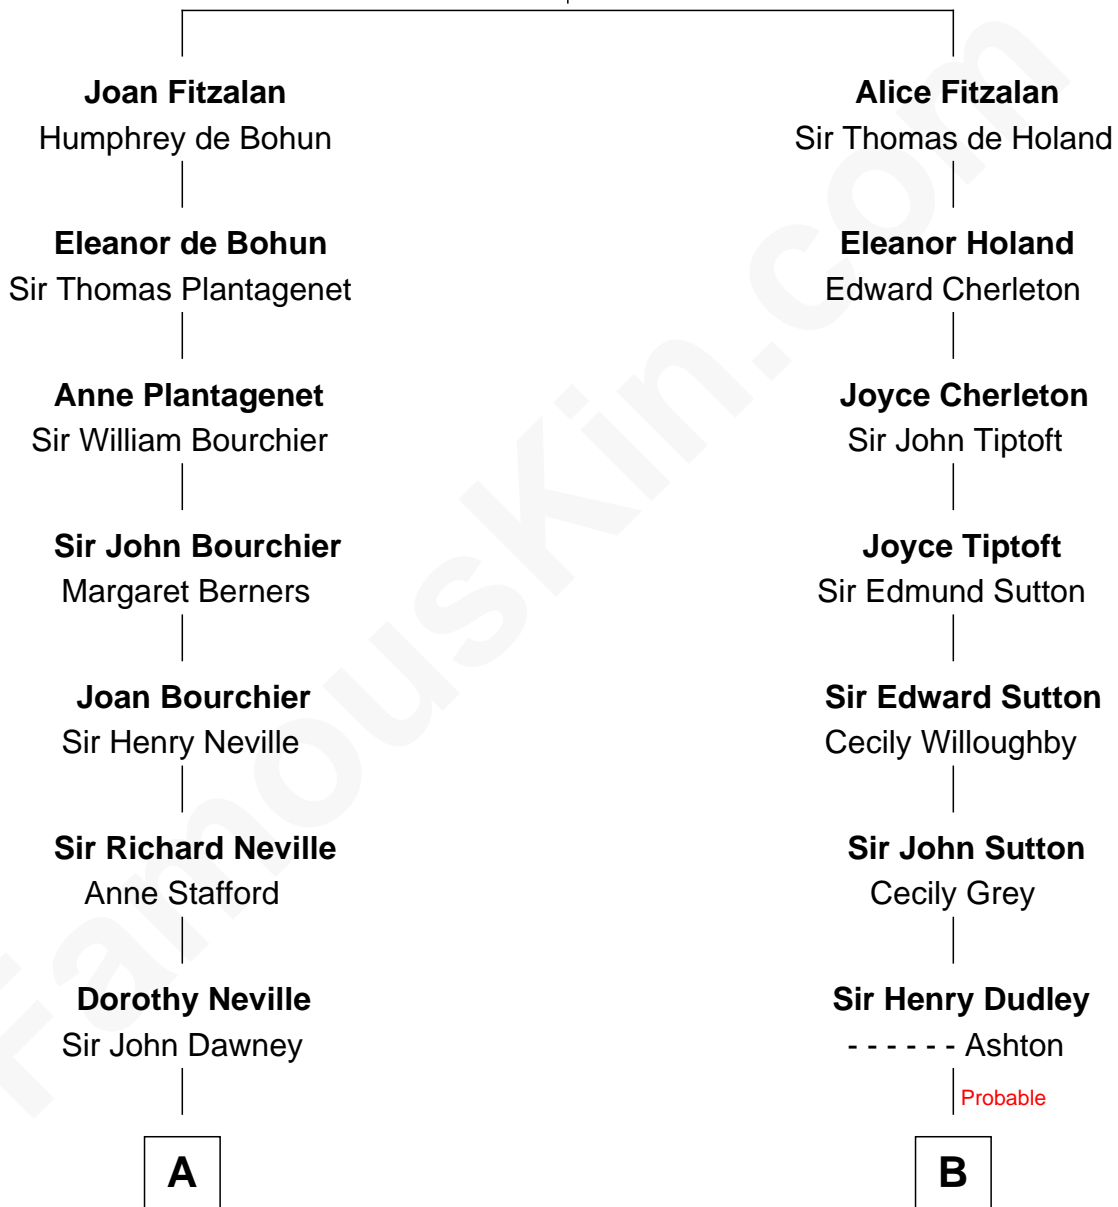 Joan Fitzalan
Humphrey de Bohun
Eleanor de Bohun
Sir Thomas Plantagenet
Anne Plantagenet
Sir William Bourchier
Sir John Bourchier
Margaret Berners
Joan Bourchier
Sir Henry Neville
Sir Richard Neville
Anne Stafford
Dorothy Neville
Sir John Dawney
A
Alice Fitzalan
Sir Thomas de Holand
Eleanor Holand
Edward Cherleton
Joyce Cherleton
Sir John Tiptoft
Joyce Tiptoft
Sir Edmund Sutton
Sir Edward Sutton
Cecily Willoughby
Sir John Sutton
Cecily Grey
Sir Henry Dudley
- - - - - - Ashton
Probable
B
FamousKin.com